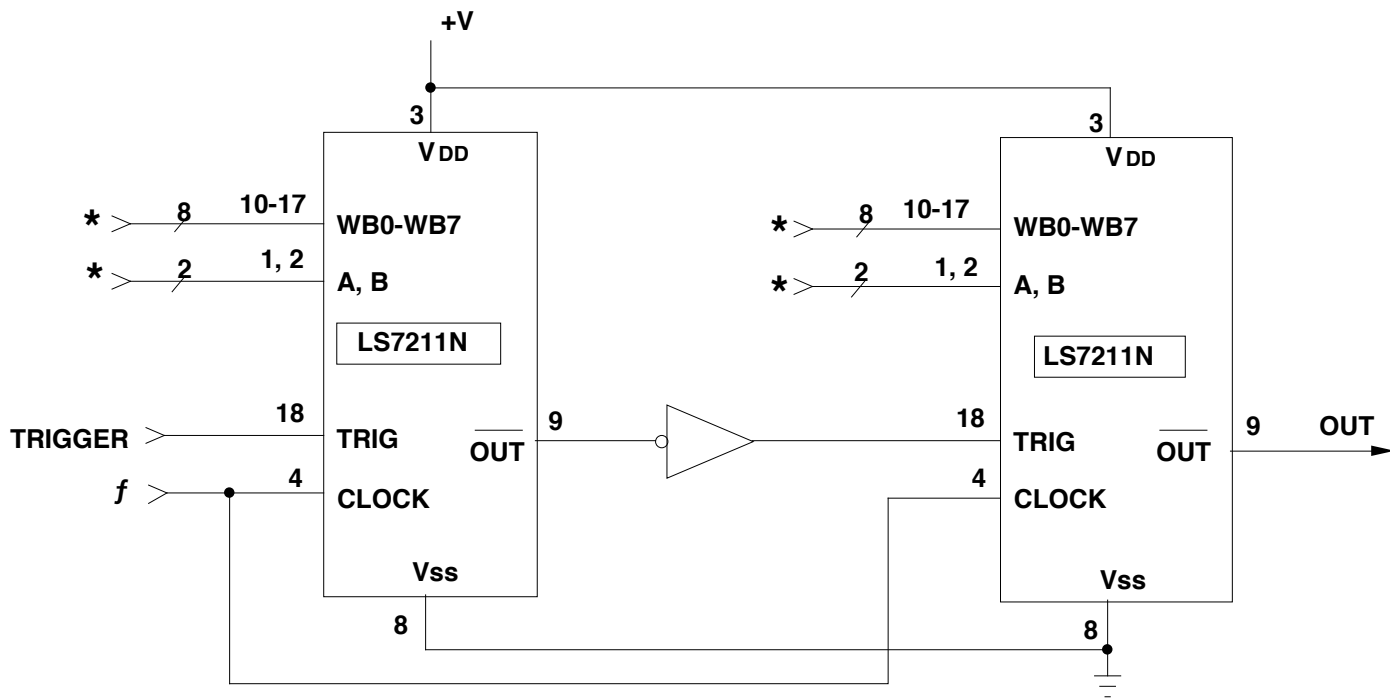 +V
3
VDD
* 8 10-17 WB0-WB7
* 2 1, 2 A, B
LS7211N
TRIGGER 18 TRIG
OUT 9
ƒ 4 CLOCK
Vss
8
3
VDD
* 8 10-17 WB0-WB7
* 2 1, 2 A, B
LS7211N
18 TRIG
OUT 9 OUT
4 CLOCK
Vss
8